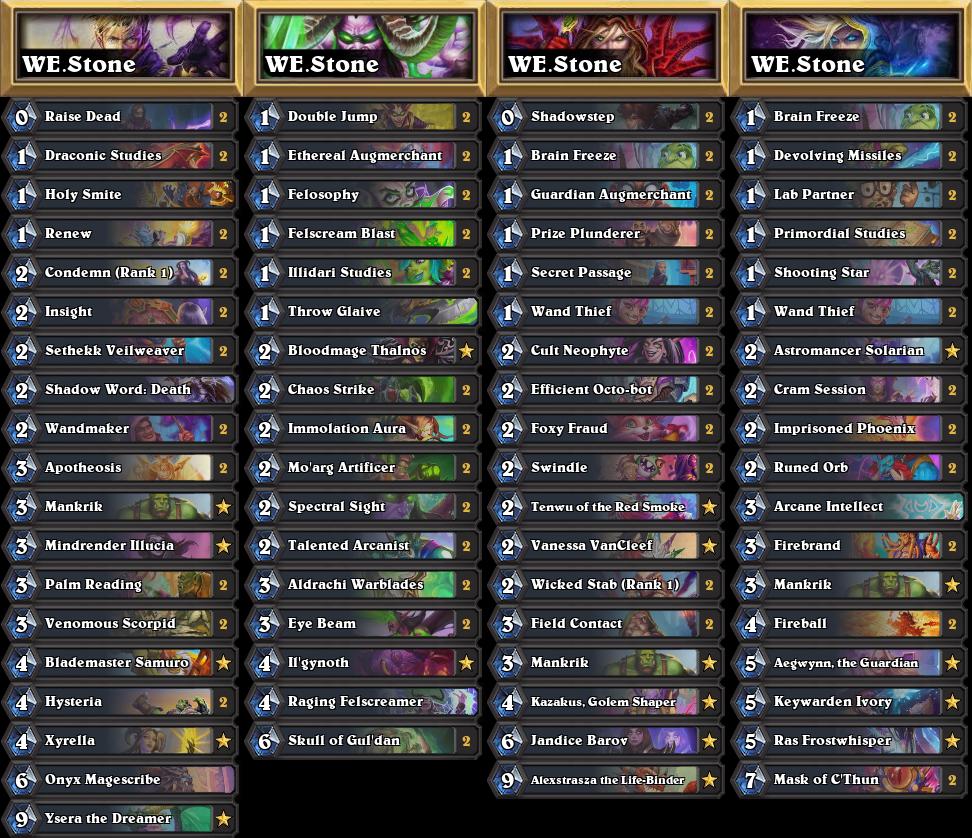 WE.Stone
0 Raise Dead 2
1 Draconic Studies 2
1 Holy Smite 2
1 Renew 2
2 Condemn (Rank 1) 2
2 Insight 2
2 Sethekk Veilweaver 2
2 Shadow Word: Death
2 Wandmaker 2
3 Apotheosis 2
3 Mankrik
3 Mindrender Illucia
3 Palm Reading 2
3 Venomous Scorpid 2
4 Blademaster Samuro
4 Hysteria 2
4 Xyrella
6 Onyx Magescribe
9 Ysera the Dreamer
WE.Stone
1 Double Jump 2
1 Ethereal Augmerchant 2
1 Felosophy 2
1 Felscream Blast 2
1 Illidari Studies 2
1 Throw Glaive
2 Bloodmage Thalnos
2 Chaos Strike 2
2 Immolation Aura 2
2 Mo'arg Artificer 2
2 Spectral Sight 2
2 Talented Arcanist 2
3 Aldrachi Warblades 2
3 Eye Beam 2
4 Il'gynoth
4 Raging Felscreamer
6 Skull of Gul'dan 2
WE.Stone
0 Shadowstep 2
1 Brain Freeze 2
1 Guardian Augmerchant 2
1 Prize Plunderer 2
1 Secret Passage 2
1 Wand Thief 2
2 Cult Neophyte 2
2 Efficient Octo-bot 2
2 Foxy Fraud 2
2 Swindle 2
2 Tenwu of the Red Smoke
2 Vanessa VanCleef
2 Wicked Stab (Rank 1) 2
3 Field Contact 2
3 Mankrik
4 Kazakus, Golem Shaper
6 Jandice Barov
9 Alexstrasza the Life-Binder
WE.Stone
1 Brain Freeze 2
1 Devolving Missiles 2
1 Lab Partner 2
1 Primordial Studies 2
1 Shooting Star 2
1 Wand Thief 2
2 Astromancer Solarian
2 Cram Session 2
2 Imprisoned Phoenix 2
2 Runed Orb 2
3 Arcane Intellect
3 Firebrand 2
3 Mankrik
4 Fireball 2
5 Aegwynn, the Guardian
5 Keywarden Ivory
5 Ras Frostwhisper
7 Mask of C'Thun 2